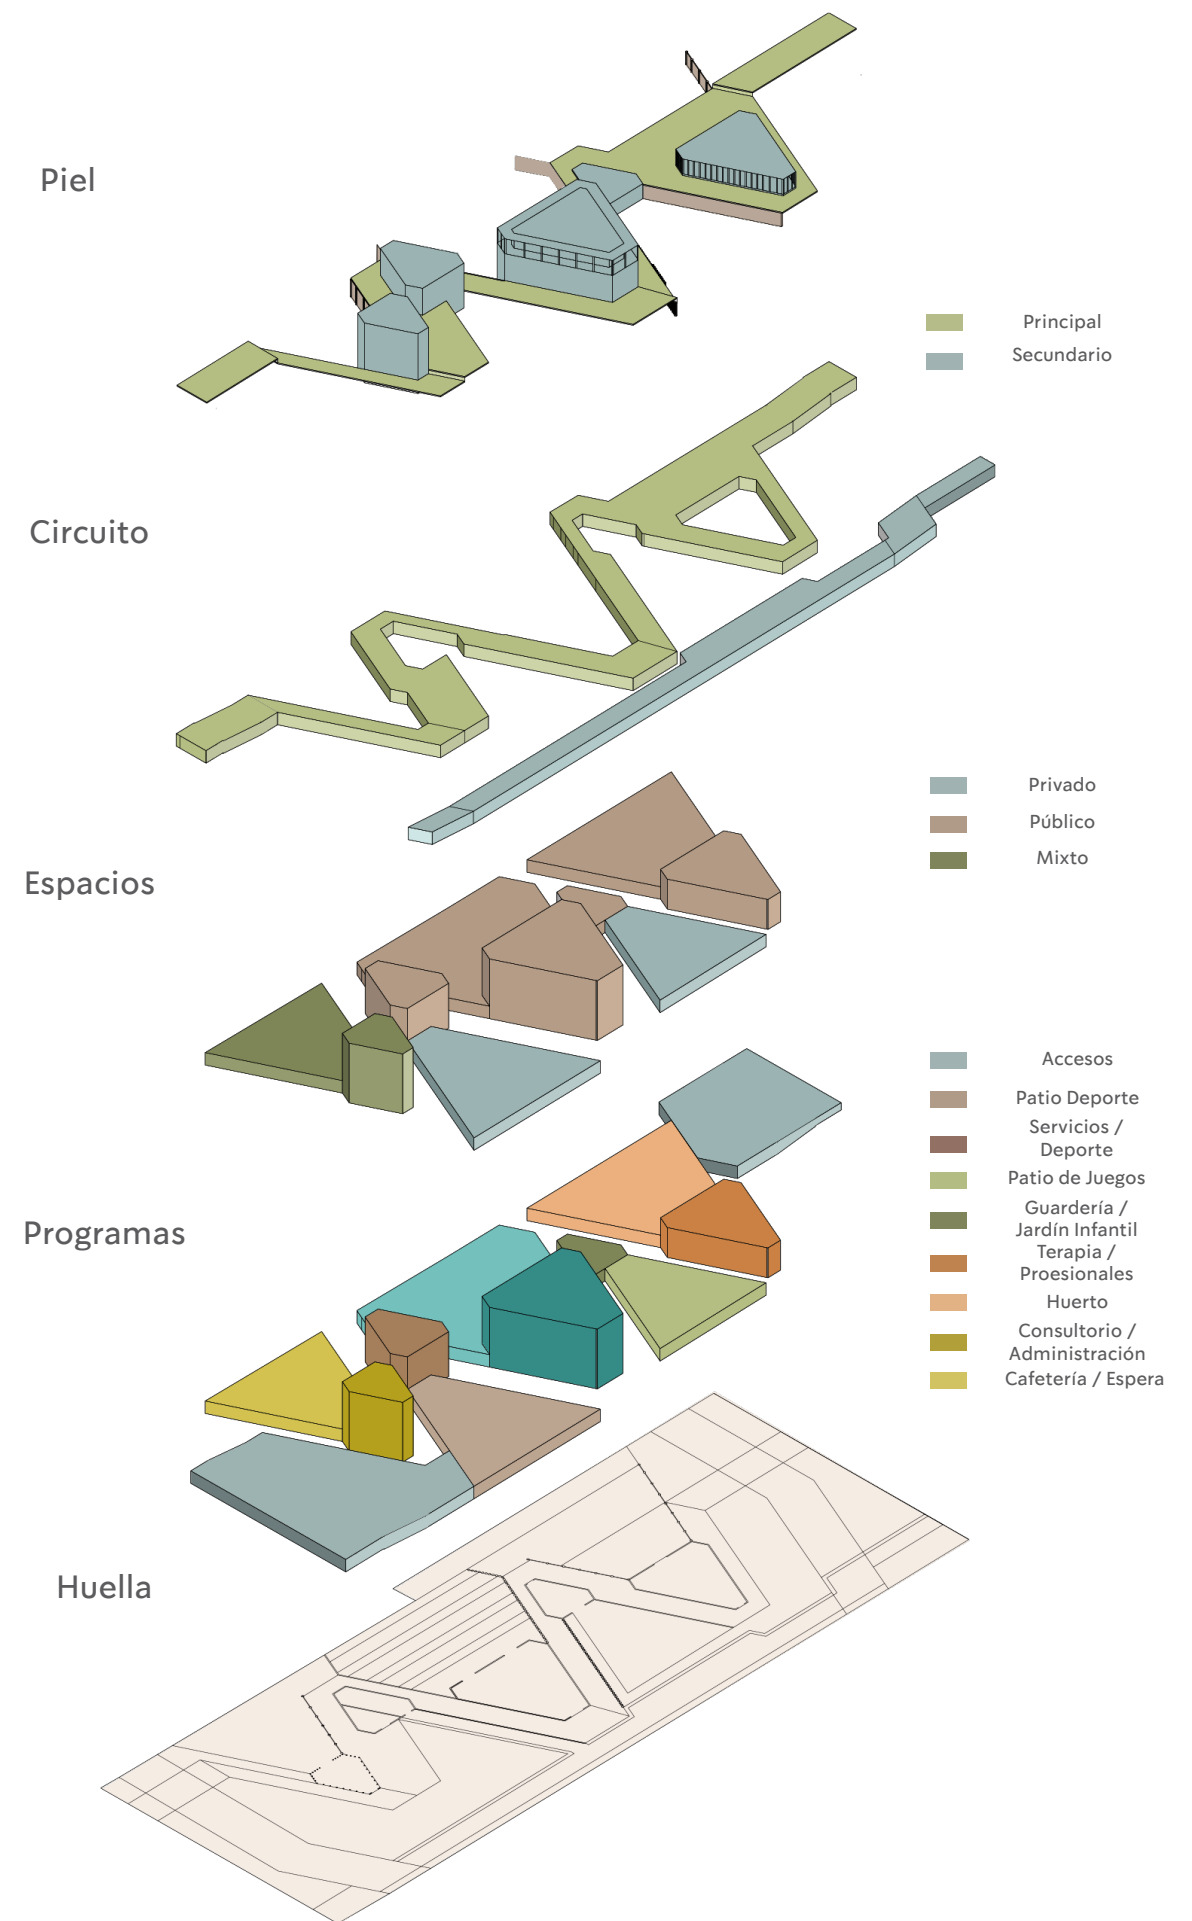 Piel
Principal
Secundario
Circuito
Privado
Público
Mixto
Espacios
Accesos
Patio Deporte
Servicios /
Deporte
Patio de Juegos
Guardería /
Jardín Infantil
Terapia /
Proesionales
Huerto
Consultorio /
Administración
Cafetería / Espera
Programas
Huella